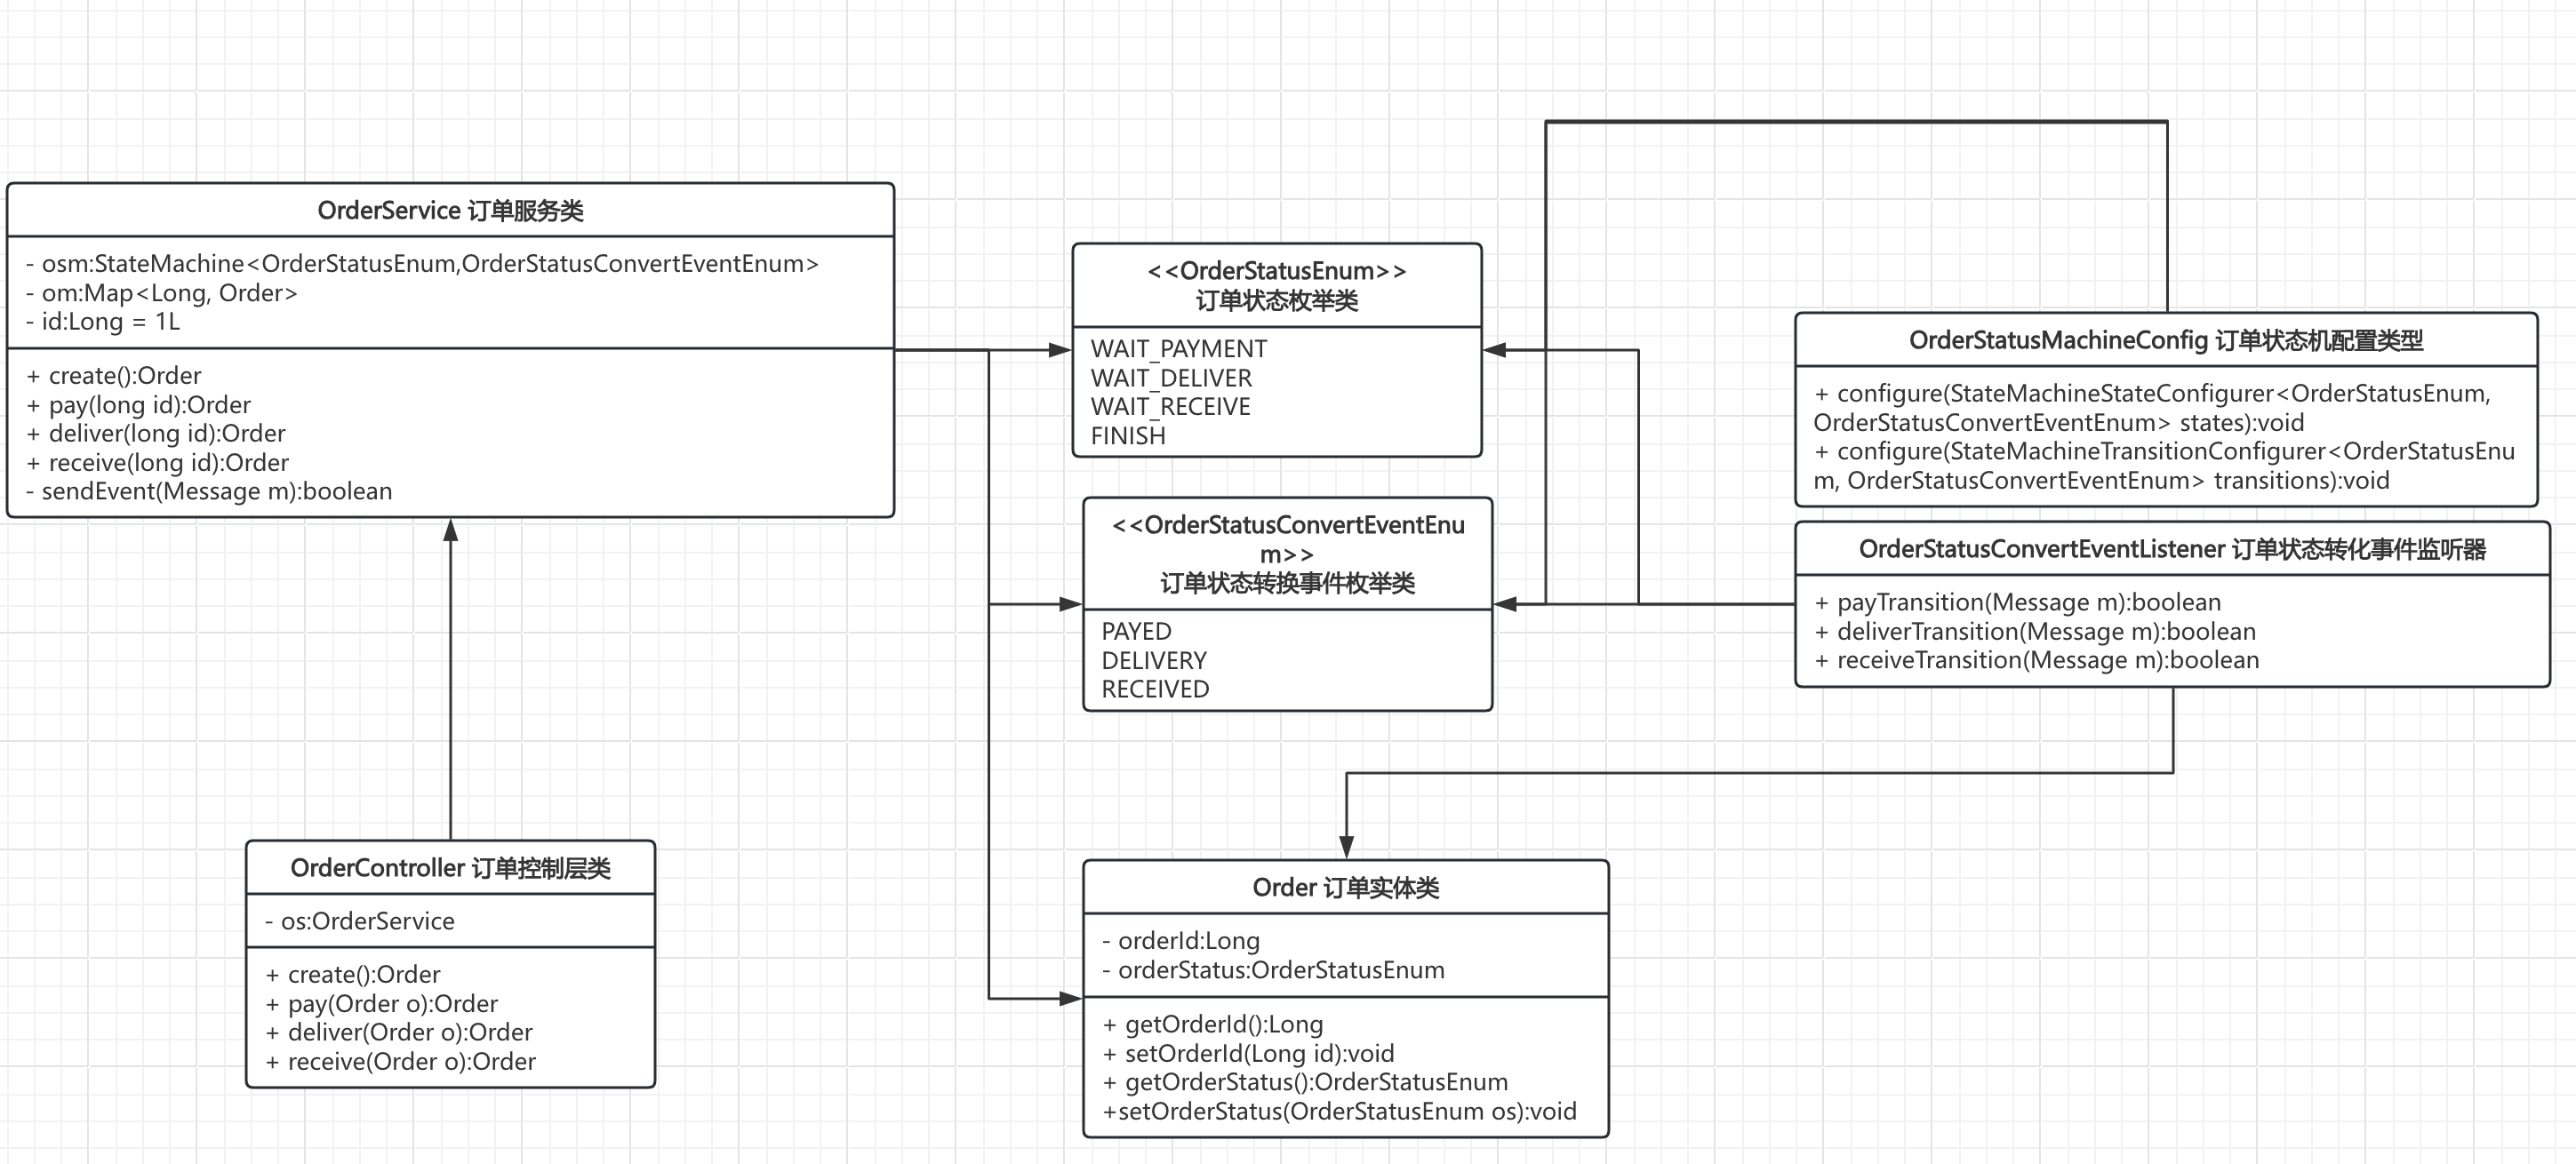 OrderService 订单服务类
- osm:StateMachine<OrderStatusEnum,OrderStatusConvertEventEnum>
- om:Map<Long, Order>
- id:Long = 1L
+ create():Order
+ pay(long id):Order
+ deliver(long id):Order
+ receive(long id):Order
- sendEvent(Message m):boolean
<<OrderStatusEnum>>
订单状态枚举类
WAIT_PAYMENT
WAIT_DELIVER
WAIT_RECEIVE
FINISH
OrderStatusMachineConfig 订单状态机配置类型
+ configure(StateMachineStateConfigurer<OrderStatusEnum,
OrderStatusConvertEventEnum> states):void
+ configure(StateMachineTransitionConfigurer<OrderStatusEnu
m, OrderStatusConvertEventEnum> transitions):void
<<OrderStatusConvertEventEnu
m>>
订单状态转换事件枚举类
PAYED
DELIVERY
RECEIVED
OrderStatusConvertEventListener 订单状态转化事件监听器
+ payTransition(Message m):boolean
+ deliverTransition(Message m):boolean
+ receiveTransition(Message m):boolean
OrderController 订单控制层类
- os:OrderService
+ create():Order
+ pay(Order o):Order
+ deliver(Order o):Order
+ receive(Order o):Order
Order 订单实体类
- orderId:Long
- orderStatus:OrderStatusEnum
+ getOrderId():Long
+ setOrderId(Long id):void
+ getOrderStatus():OrderStatusEnum
+setOrderStatus(OrderStatusEnum os):void